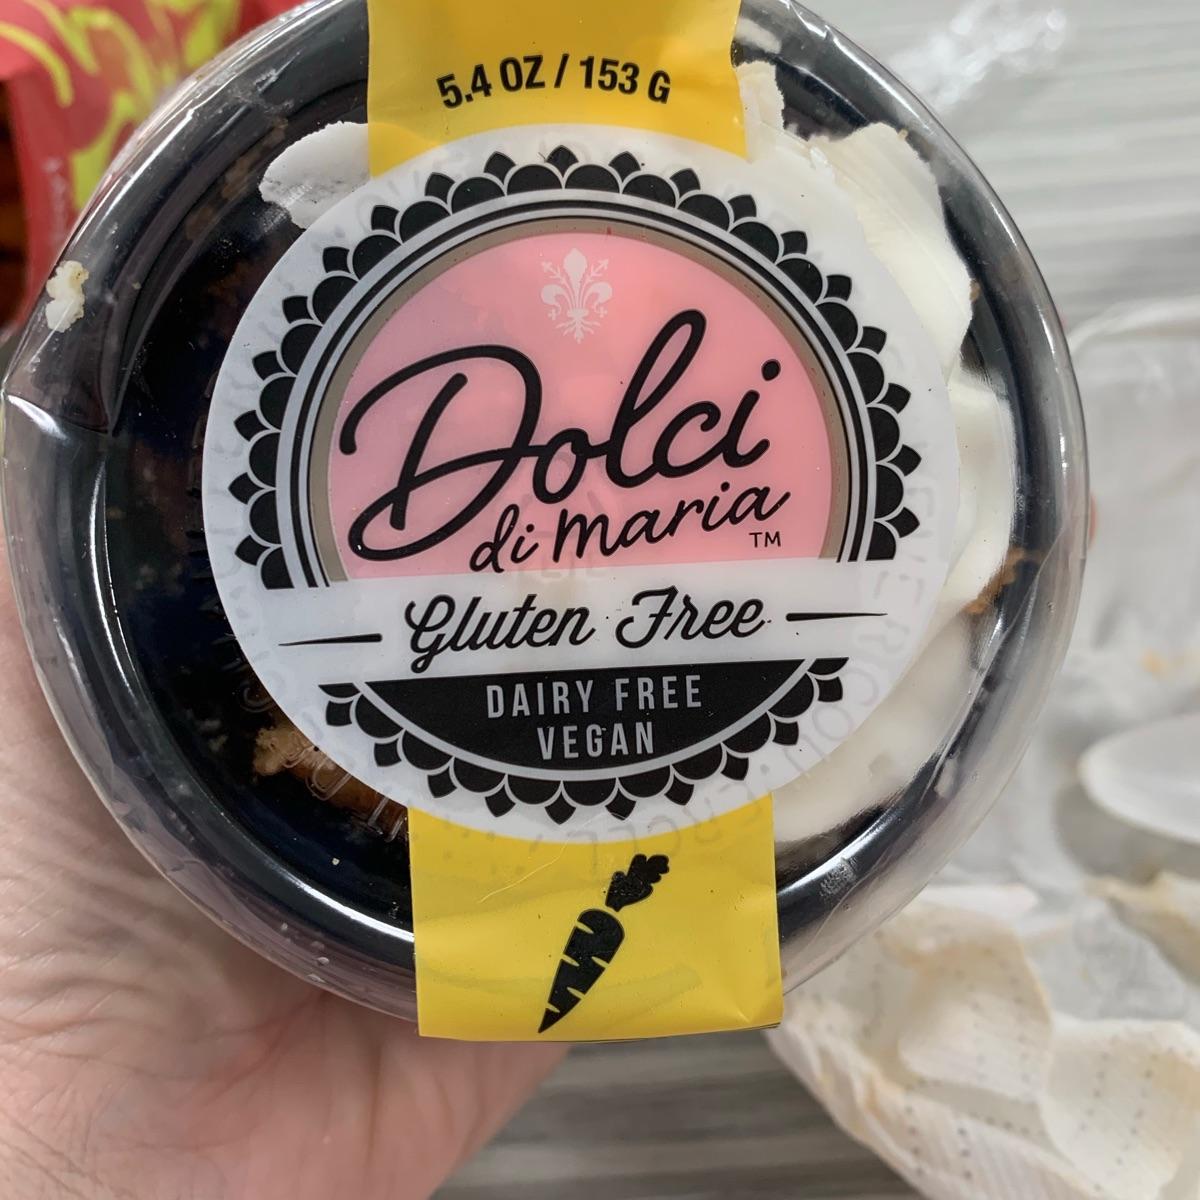 5.4 OZ / 153 G
Dolci
di maria
TM
Gluten Free
DAIRY FREE
VEGAN